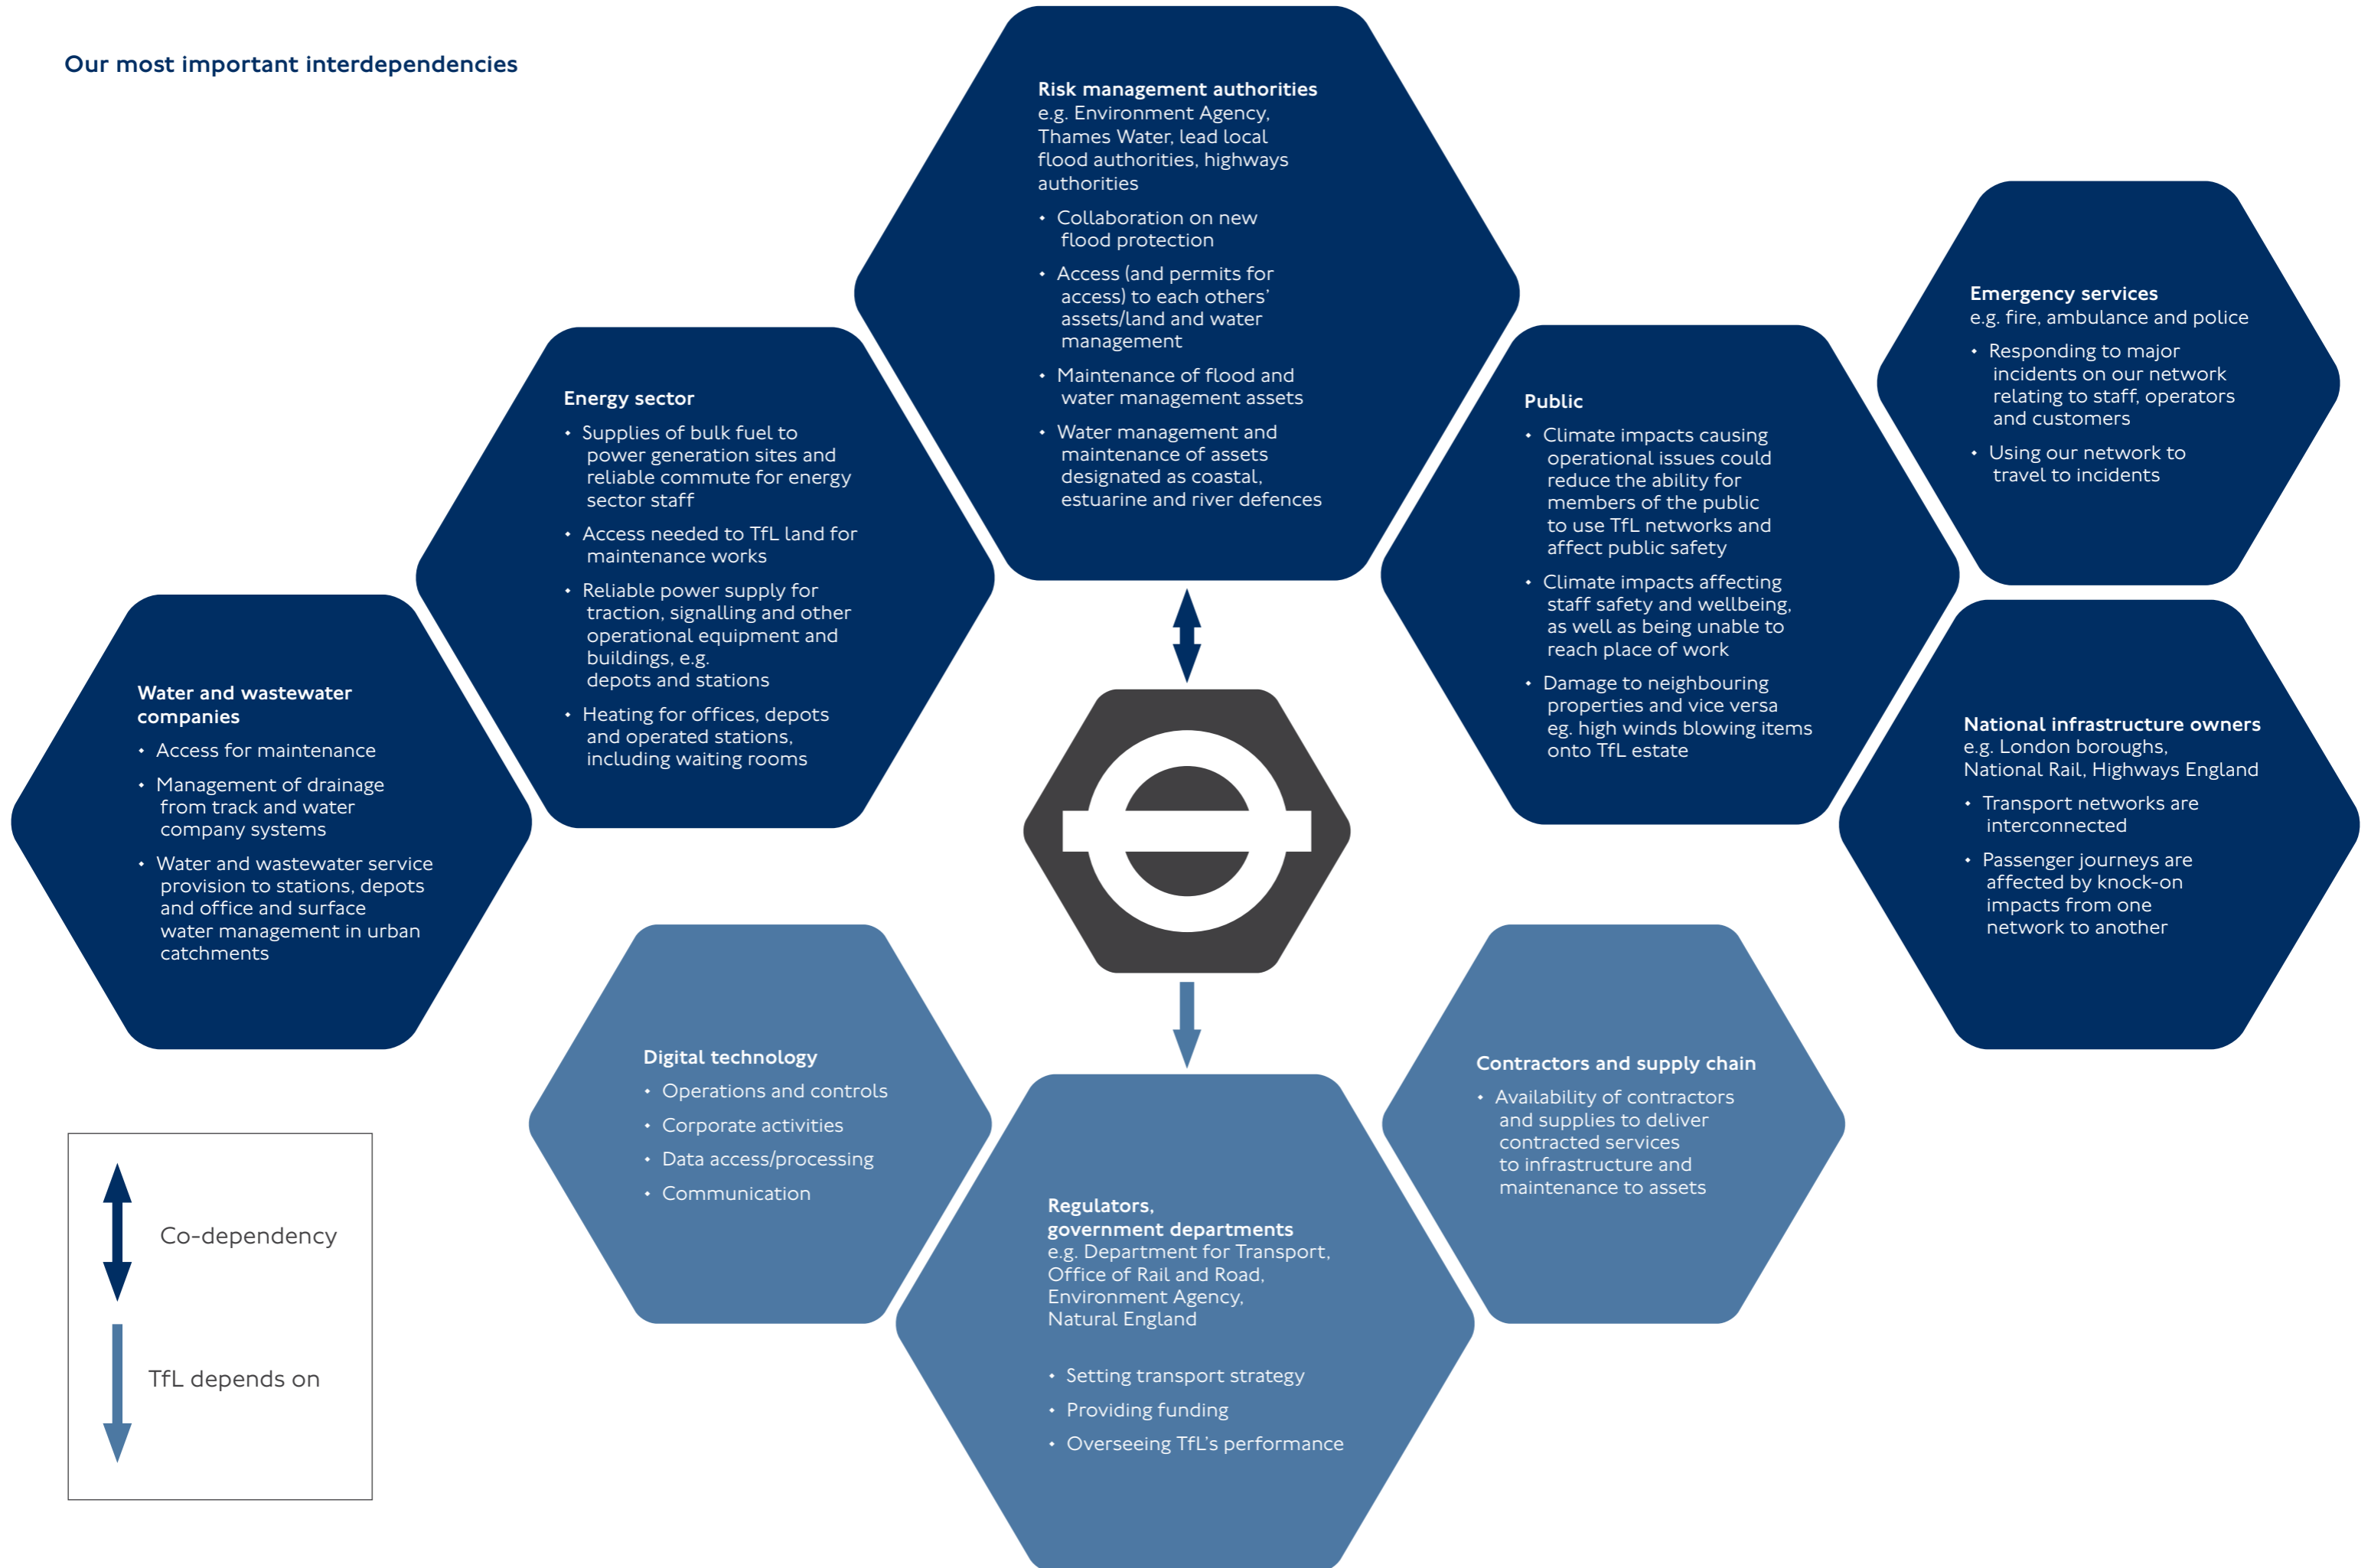 Our most important interdependencies
Risk management authorities
e.g. Environment Agency,
Thames Water, lead local
flood authorities, highways
authorities
• Collaboration on new
flood protection
• Access (and permits for
access) to each others’
assets/land and water
management
• Maintenance of flood and
water management assets
• Water management and
maintenance of assets
designated as coastal,
estuarine and river defences
Energy sector
• Supplies of bulk fuel to
power generation sites and
reliable commute for energy
sector staff
• Access needed to TfL land for
maintenance works
• Reliable power supply for
traction, signalling and other
operational equipment and
buildings, e.g.
depots and stations
• Heating for offices, depots
and operated stations,
including waiting rooms
Public
• Climate impacts causing
operational issues could
reduce the ability for
members of the public
to use TfL networks and
affect public safety
• Climate impacts affecting
staff safety and wellbeing,
as well as being unable to
reach place of work
• Damage to neighbouring
properties and vice versa
eg. high winds blowing items
onto TfL estate
Emergency services
e.g. fire, ambulance and police
• Responding to major
incidents on our network
relating to staff, operators
and customers
• Using our network to
travel to incidents
Water and wastewater
companies
• Access for maintenance
• Management of drainage
from track and water
company systems
• Water and wastewater service
provision to stations, depots
and office and surface
water management in urban
catchments
National infrastructure owners
e.g. London boroughs,
National Rail, Highways England
• Transport networks are
interconnected
• Passenger journeys are
affected by knock-on
impacts from one
network to another
Digital technology
• Operations and controls
• Corporate activities
• Data access/processing
• Communication
Contractors and supply chain
• Availability of contractors
and supplies to deliver
contracted services
to infrastructure and
maintenance to assets
Regulators,
government departments
e.g. Department for Transport,
Office of Rail and Road,
Environment Agency,
Natural England
• Setting transport strategy
• Providing funding
• Overseeing TfL’s performance
Co-dependency
TfL depends on